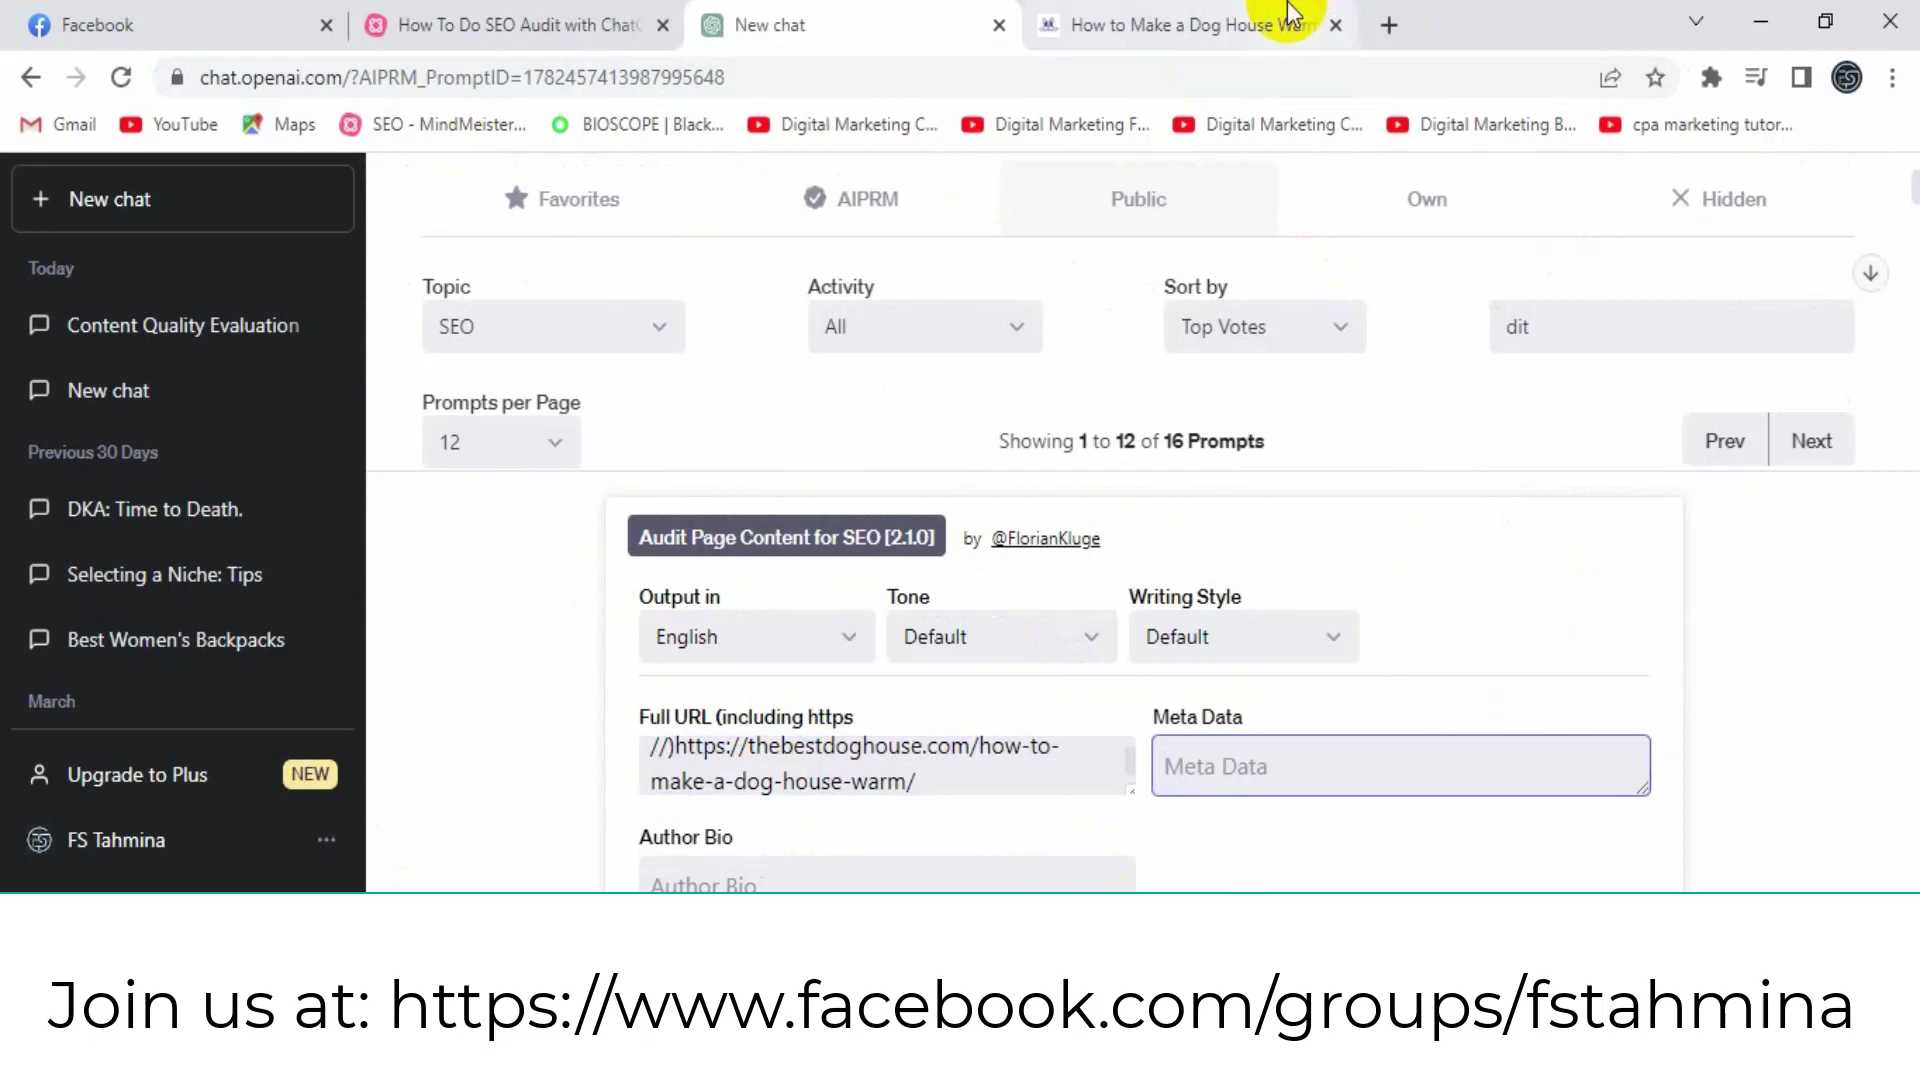 Facebook
How To Do SEO Audit with ChatG
New chat
How to Make a Dog House Warm
chat.openai.com/?AIPRM_PromptID=1782457413987995648
Gmail
YouTube
Maps
SEO - MindMeister...
BIOSCOPE | Black...
Digital Marketing C...
Digital Marketing F...
Digital Marketing C...
Digital Marketing B...
cpa marketing tutor...
New chat
Today
Content Quality Evaluation
New chat
Previous 30 Days
DKA: Time to Death.
Selecting a Niche: Tips
Best Women's Backpacks
March
Upgrade to Plus
NEW
FS Tahmina
Favorites
AIPRM
Public
Own
Hidden
Topic
Activity
Sort by
SEO
All
Top Votes
dit
Prompts per Page
12
Showing 1 to 12 of 16 Prompts
Prev
Next
Audit Page Content for SEO [2.1.0]
by @FlorianKluge
Output in
Tone
Writing Style
English
Default
Default
Full URL (including https
Meta Data
//)https://thebestdoghouse.com/how-to-
make-a-dog-house-warm/
Meta Data
Author Bio
Author Bio
Join us at: https://www.facebook.com/groups/fstahmina